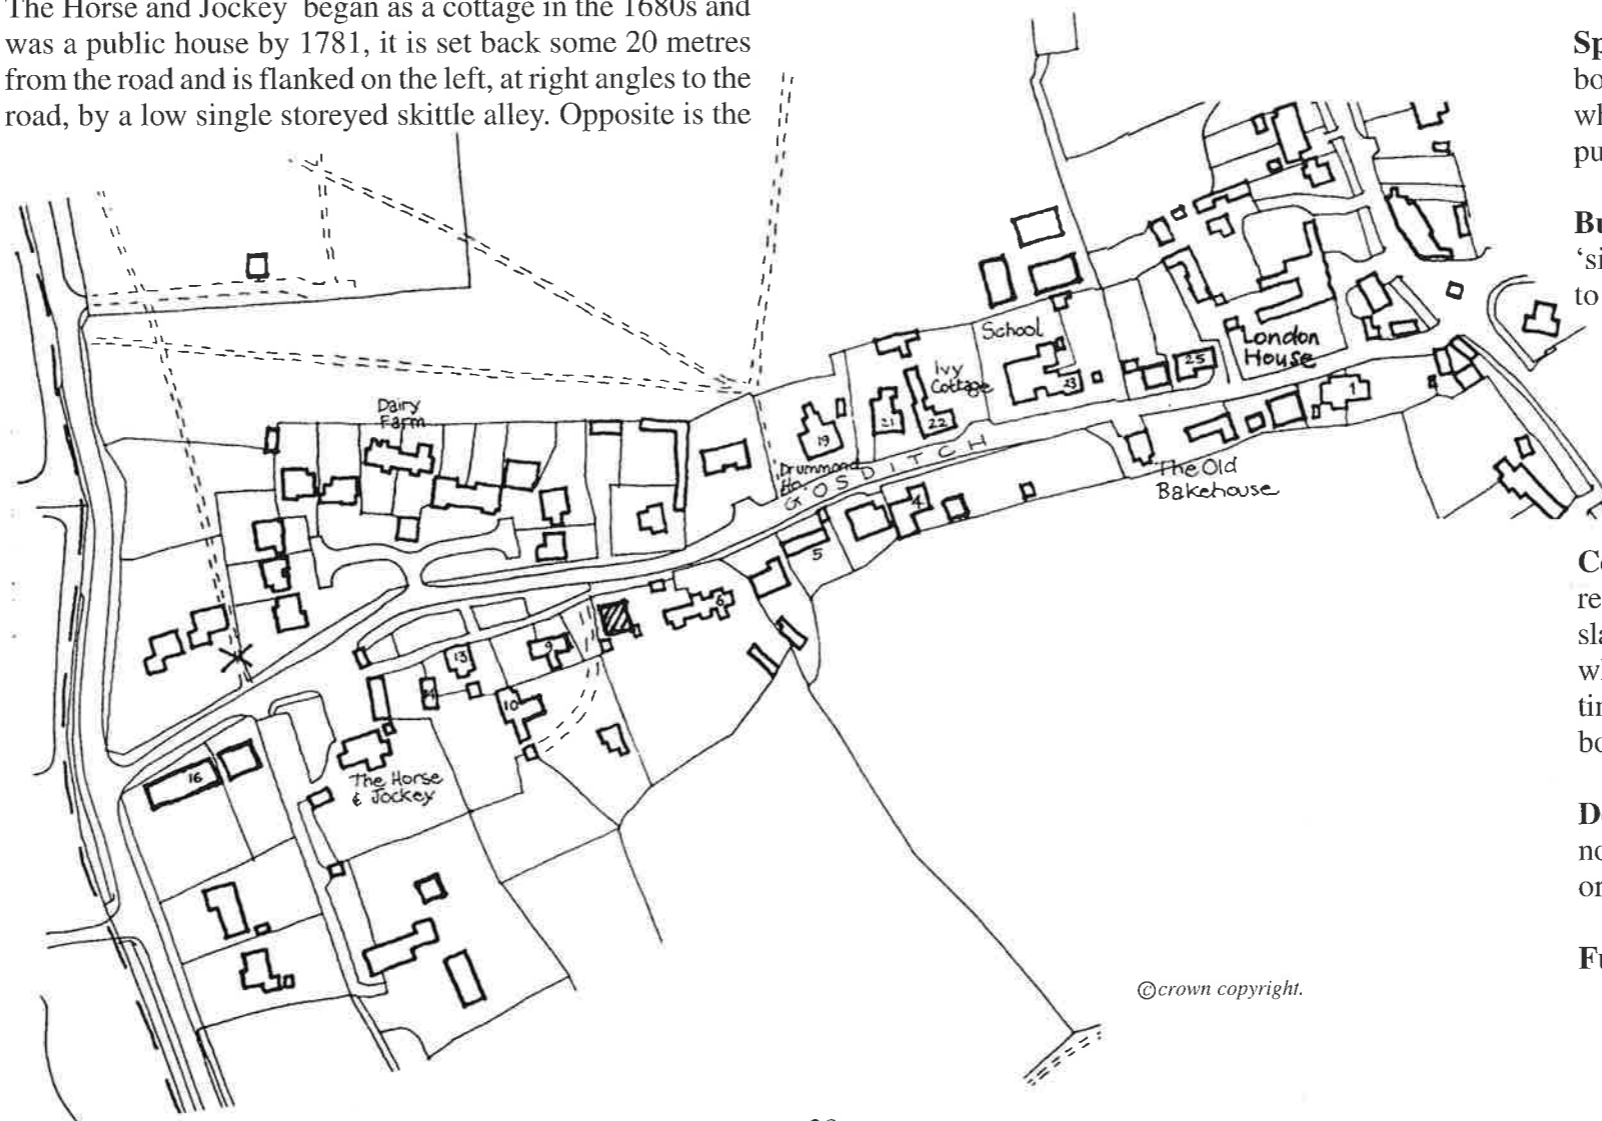 The Horse and Jockey began as a cottage in the 1680s and
was a public house by 1781, it is set back some 20 metres
from the road and is flanked on the left, at right angles to the
road, by a low single storeyed skittle alley. Opposite is the
Dairy
Farm
School
Ivy
Cottage
London
House
Drummond
Ho.
GOSDITCH
The Old
Bakehouse
The Horse
& Jockey
19
21
22
23
25
1
4
5
6
9
13
10
16
©crown copyright.
to